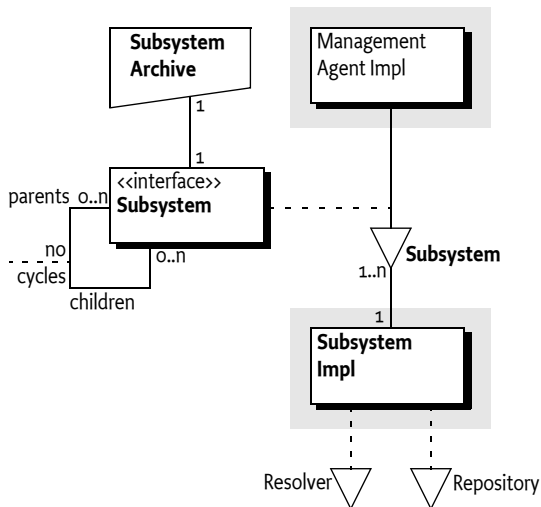 Subsystem
Archive
Management
Agent Impl
1
1
<<interface>>
Subsystem
parents 0..n
no
cycles
0..n
children
Subsystem
1..n
1
Subsystem
Impl
Resolver
Repository